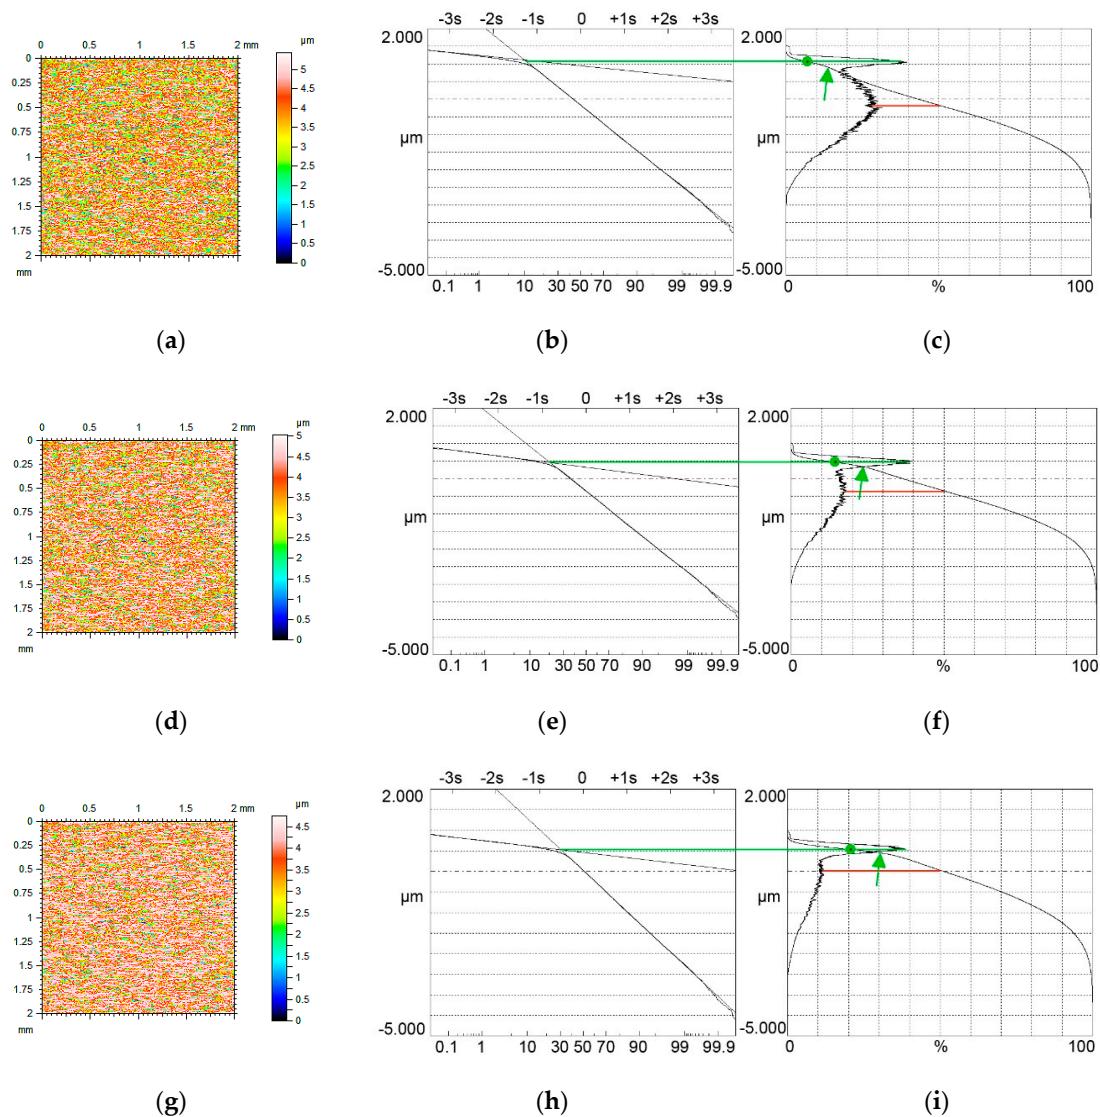 0 0.5 1 1.5 2 mm
µm
0
0.25
0.5
0.75
1
1.25
1.5
1.75
2
mm
5
4.5
4
3.5
3
2.5
2
1.5
1
0.5
0
-3s -2s -1s 0 +1s +2s +3s
2.000
µm
-5.000
0.1 1 10 30 50 70 90 99 99.9
2.000
µm
-5.000
0 % 100
(a) (b) (c)
0 0.5 1 1.5 2 mm
µm
0
0.25
0.5
0.75
1
1.25
1.5
1.75
2
mm
5
4.5
4
3.5
3
2.5
2
1.5
1
0.5
0
-3s -2s -1s 0 +1s +2s +3s
2.000
µm
-5.000
0.1 1 10 30 50 70 90 99 99.9
2.000
µm
-5.000
0 % 100
(d) (e) (f)
0 0.5 1 1.5 2 mm
µm
0
0.25
0.5
0.75
1
1.25
1.5
1.75
2
mm
4.5
4
3.5
3
2.5
2
1.5
1
0.5
0
-3s -2s -1s 0 +1s +2s +3s
2.000
µm
-5.000
0.1 1 10 30 50 70 90 99 99.9
2.000
µm
-5.000
0 % 100
(g) (h) (i)